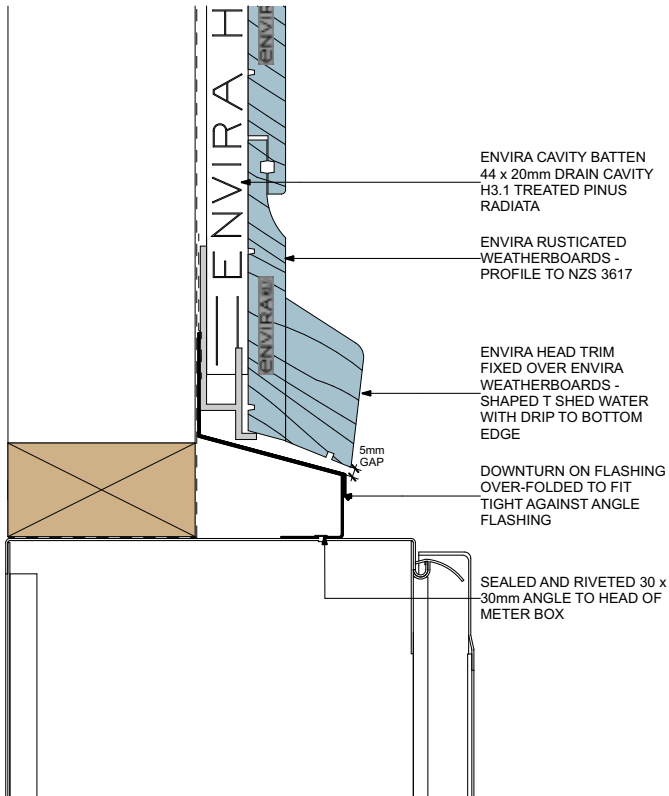 ENVIRA
ENVIRA H
ENVIRA
ENVIRA CAVITY BATTEN
44 x 20mm DRAIN CAVITY
H3.1 TREATED PINUS
RADIATA
ENVIRA RUSTICATED
WEATHERBOARDS -
PROFILE TO NZS 3617
ENVIRA HEAD TRIM
FIXED OVER ENVIRA
WEATHERBOARDS -
SHAPED T SHED WATER
WITH DRIP TO BOTTOM
EDGE
5mm
GAP
DOWNTURN ON FLASHING
OVER-FOLDED TO FIT
TIGHT AGAINST ANGLE
FLASHING
SEALED AND RIVETED 30 x
30mm ANGLE TO HEAD OF
METER BOX